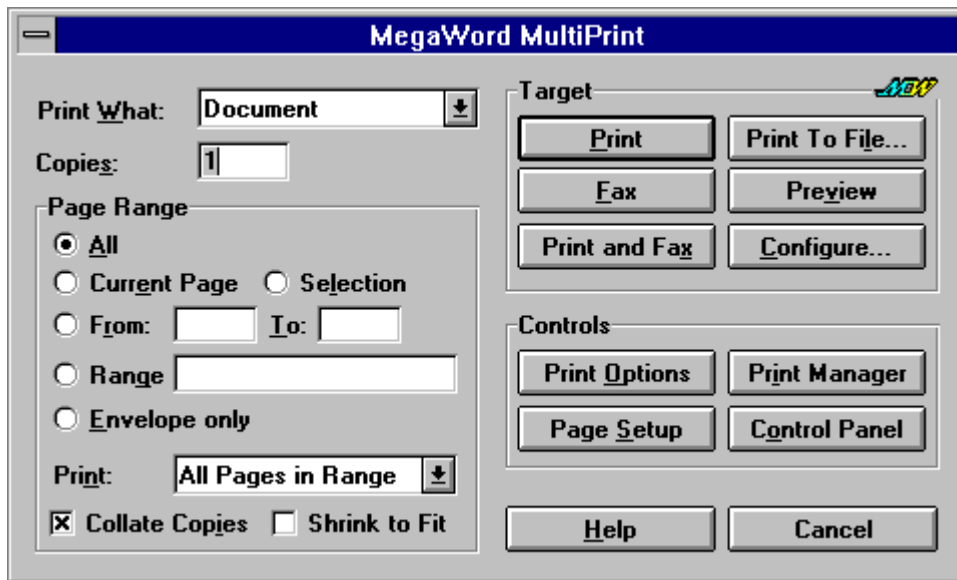 MegaWord MultiPrint
Print What: Document
Copies: 1
Page Range
All
Current Page Selection
From: To:
Range
Envelope only
Print: All Pages in Range
Collate Copies Shrink to Fit
Target NEW
Print Print To File...
Fax Preview
Print and Fax Configure...
Controls
Print Options Print Manager
Page Setup Control Panel
Help Cancel